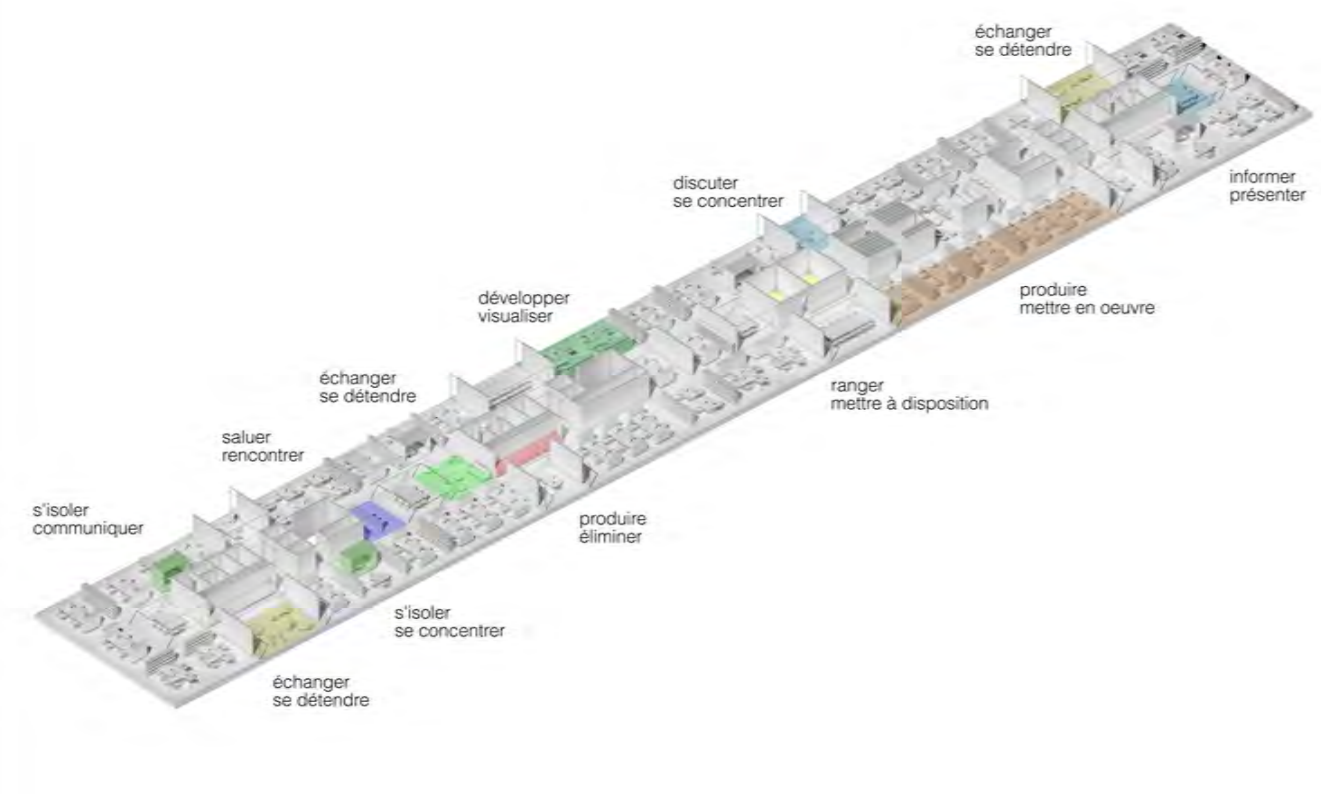 échanger
se détendre
informer
présenter
discuter
se concentrer
produire
mettre en oeuvre
développer
visualiser
ranger
mettre à disposition
échanger
se détendre
saluer
rencontrer
s'isoler
communiquer
produire
éliminer
s'isoler
se concentrer
échanger
se détendre